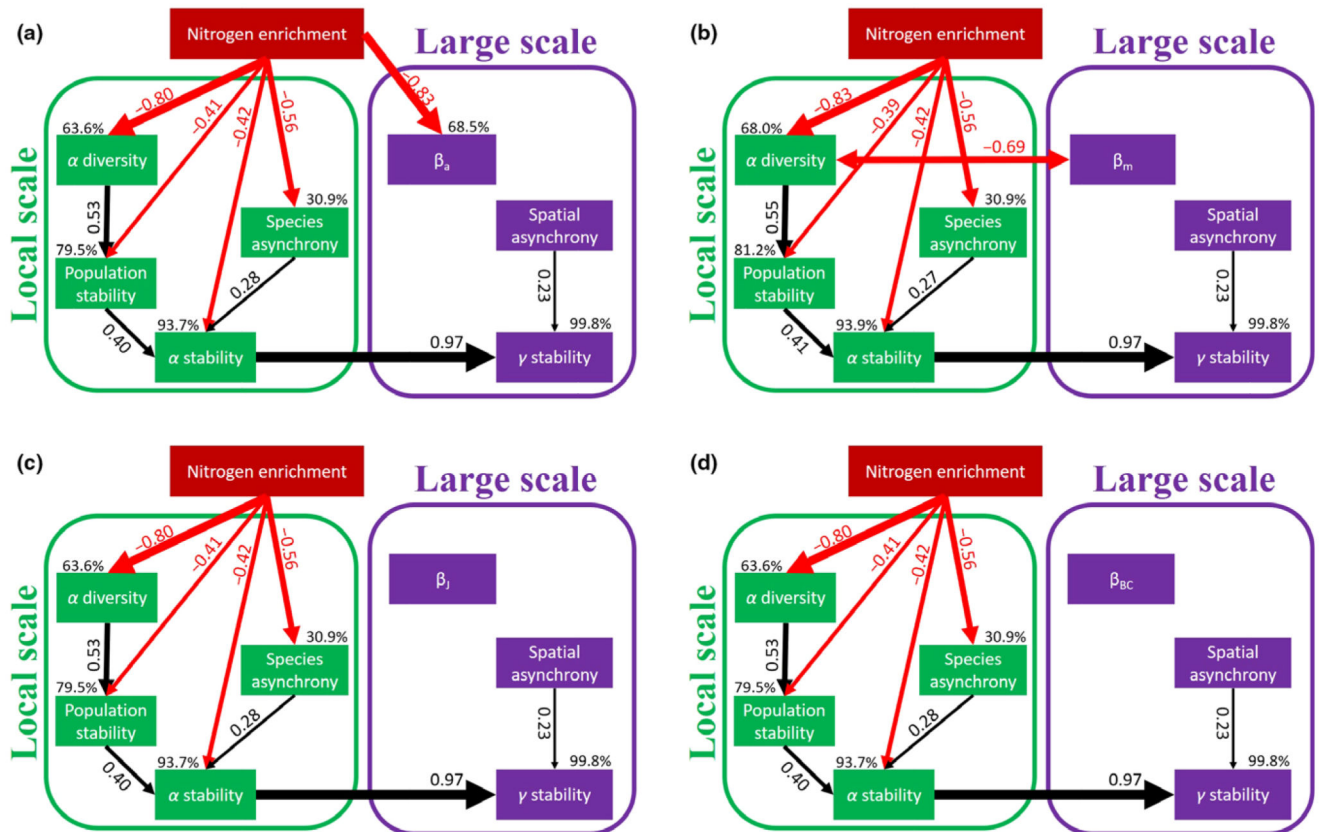 (a)
Nitrogen enrichment
Large scale
Local scale
−0.80
−0.41
−0.42
−0.56
−0.83
63.6%
α diversity
68.5%
βa
0.53
30.9%
Species
asynchrony
Spatial
asynchrony
79.5%
Population
stability
0.28
0.23
0.40
93.7%
α stability
0.97
99.8%
γ stability
(b)
Nitrogen enrichment
Large scale
Local scale
−0.83
−0.39
−0.42
−0.56
68.0%
α diversity
−0.69
βm
0.55
30.9%
Species
asynchrony
Spatial
asynchrony
81.2%
Population
stability
0.27
0.23
0.41
93.9%
α stability
0.97
99.8%
γ stability
(c)
Nitrogen enrichment
Large scale
Local scale
−0.80
−0.41
−0.42
−0.56
63.6%
α diversity
βJ
0.53
30.9%
Species
asynchrony
Spatial
asynchrony
79.5%
Population
stability
0.28
0.23
0.40
93.7%
α stability
0.97
99.8%
γ stability
(d)
Nitrogen enrichment
Large scale
Local scale
−0.80
−0.41
−0.42
−0.56
63.6%
α diversity
βBC
0.53
30.9%
Species
asynchrony
Spatial
asynchrony
79.5%
Population
stability
0.28
0.23
0.40
93.7%
α stability
0.97
99.8%
γ stability